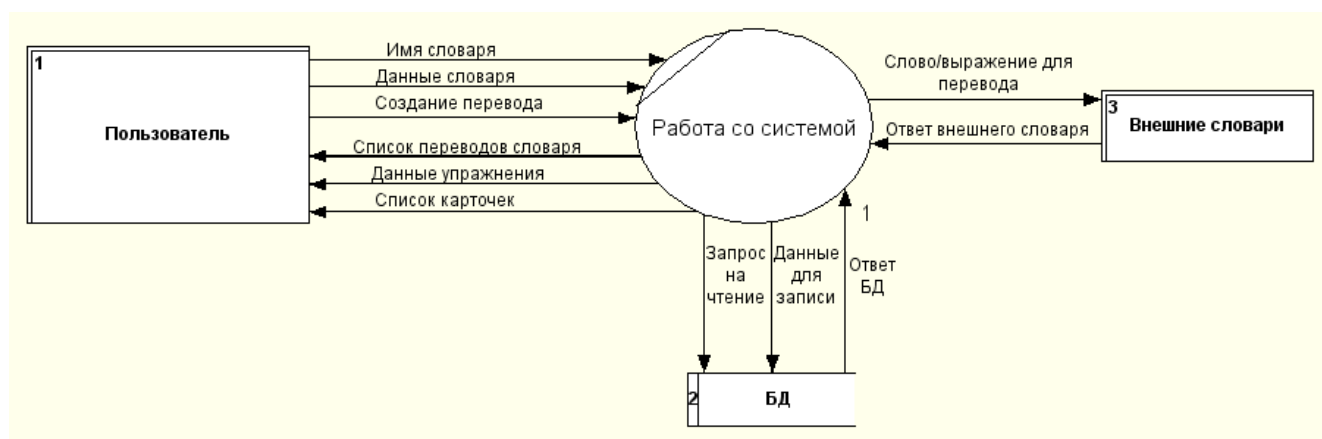 1
Пользователь
Имя словаря
Данные словаря
Создание перевода
Список переводов словаря
Данные упражнения
Список карточек
Работа со системой
1
Слово/выражение для
перевода
Ответ внешнего словаря
3
Внешние словари
Запрос
на
чтение
Данные
для
записи
Ответ
БД
2
БД